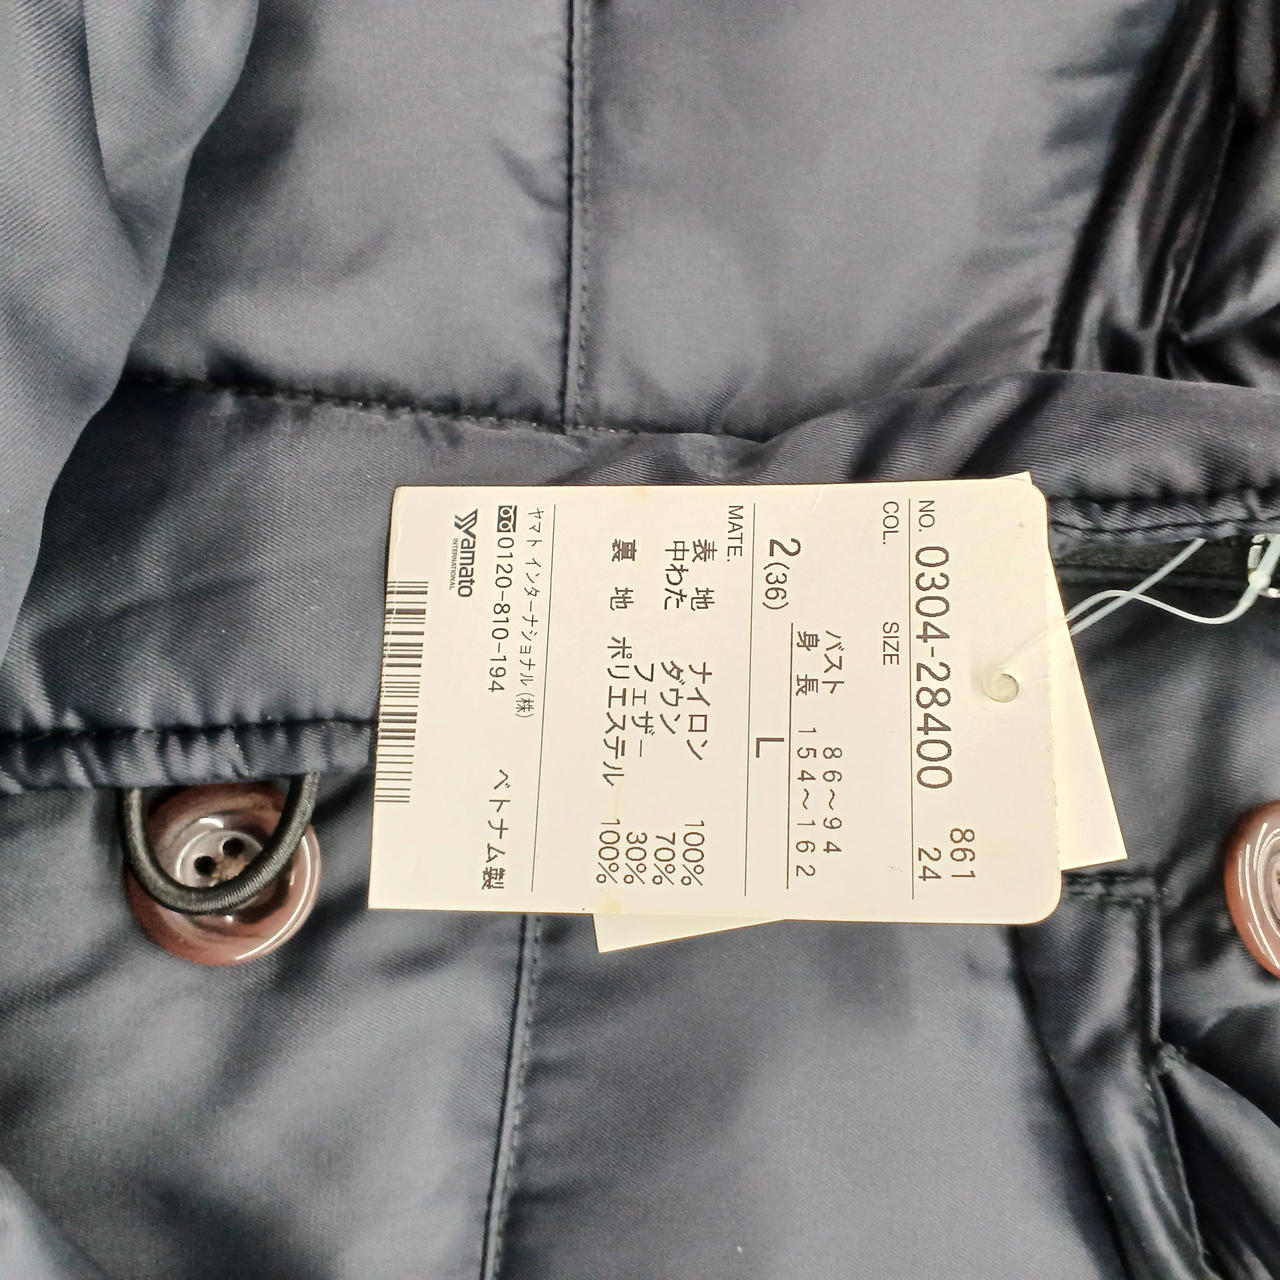 NO. 0304-28400
861
COL.
SIZE
24
2(36)
バスト 86～94
身長 154～162
L
MATE.
表 地 ナイロン 100%
中わた ダウン 70%
フェザー 30%
裏 地 ポリエステル 100%
ヤマト インターナショナル(株)
0120-810-194
ベトナム製
Yamato
INTERNATIONAL